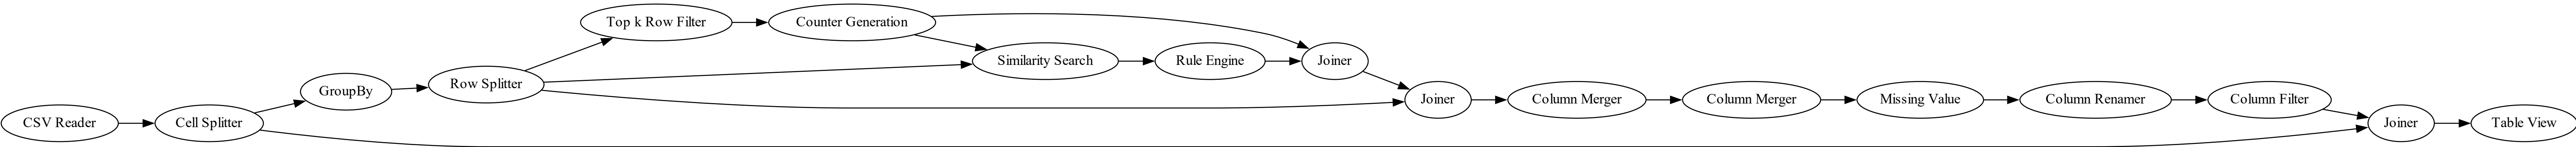 CSV Reader
Cell Splitter
GroupBy
Row Splitter
Top k Row Filter
Counter Generation
Similarity Search
Rule Engine
Joiner
Joiner
Column Merger
Column Merger
Missing Value
Column Renamer
Column Filter
Joiner
Table View